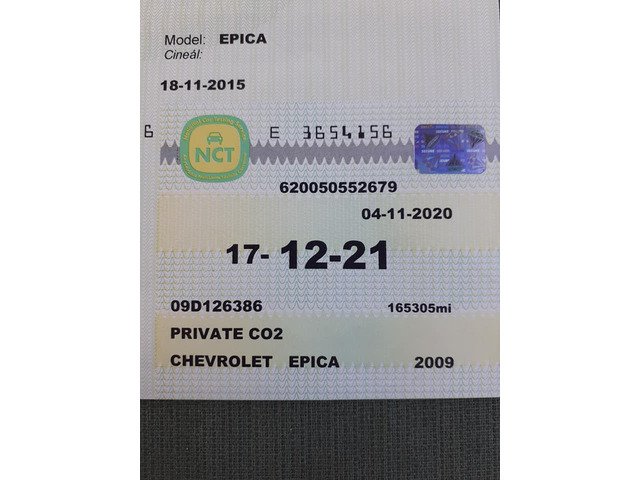 Model: EPICA
Cineál:
18-11-2015
6 E 3654156
NCT
620050552679
04-11-2020
17- 12-21
09D126386 165305mi
PRIVATE CO2
CHEVROLET EPICA 2009